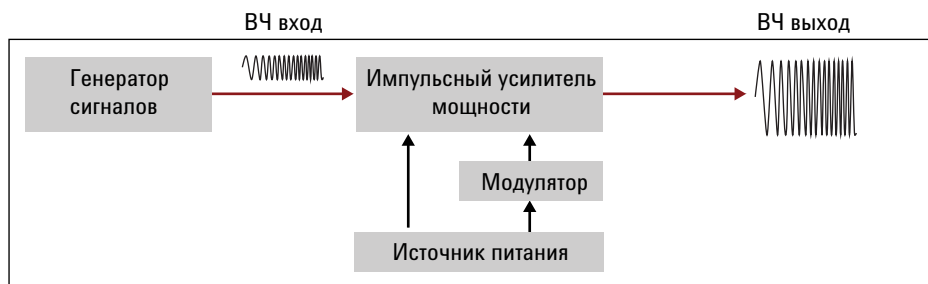 ВЧ вход
ВЧ выход
Генератор
сигналов
Импульсный усилитель
мощности
Модулятор
Источник питания